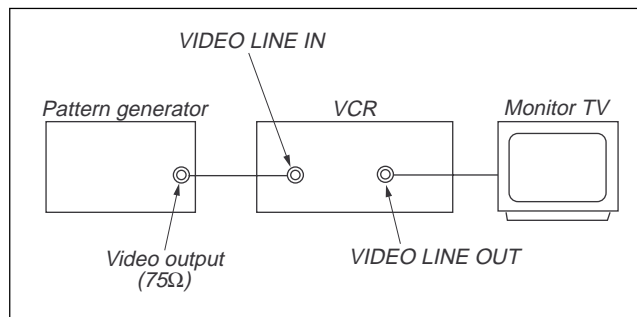 VIDEO LINE IN
Pattern generator
VCR
Monitor TV
Video output
(75Ω)
VIDEO LINE OUT